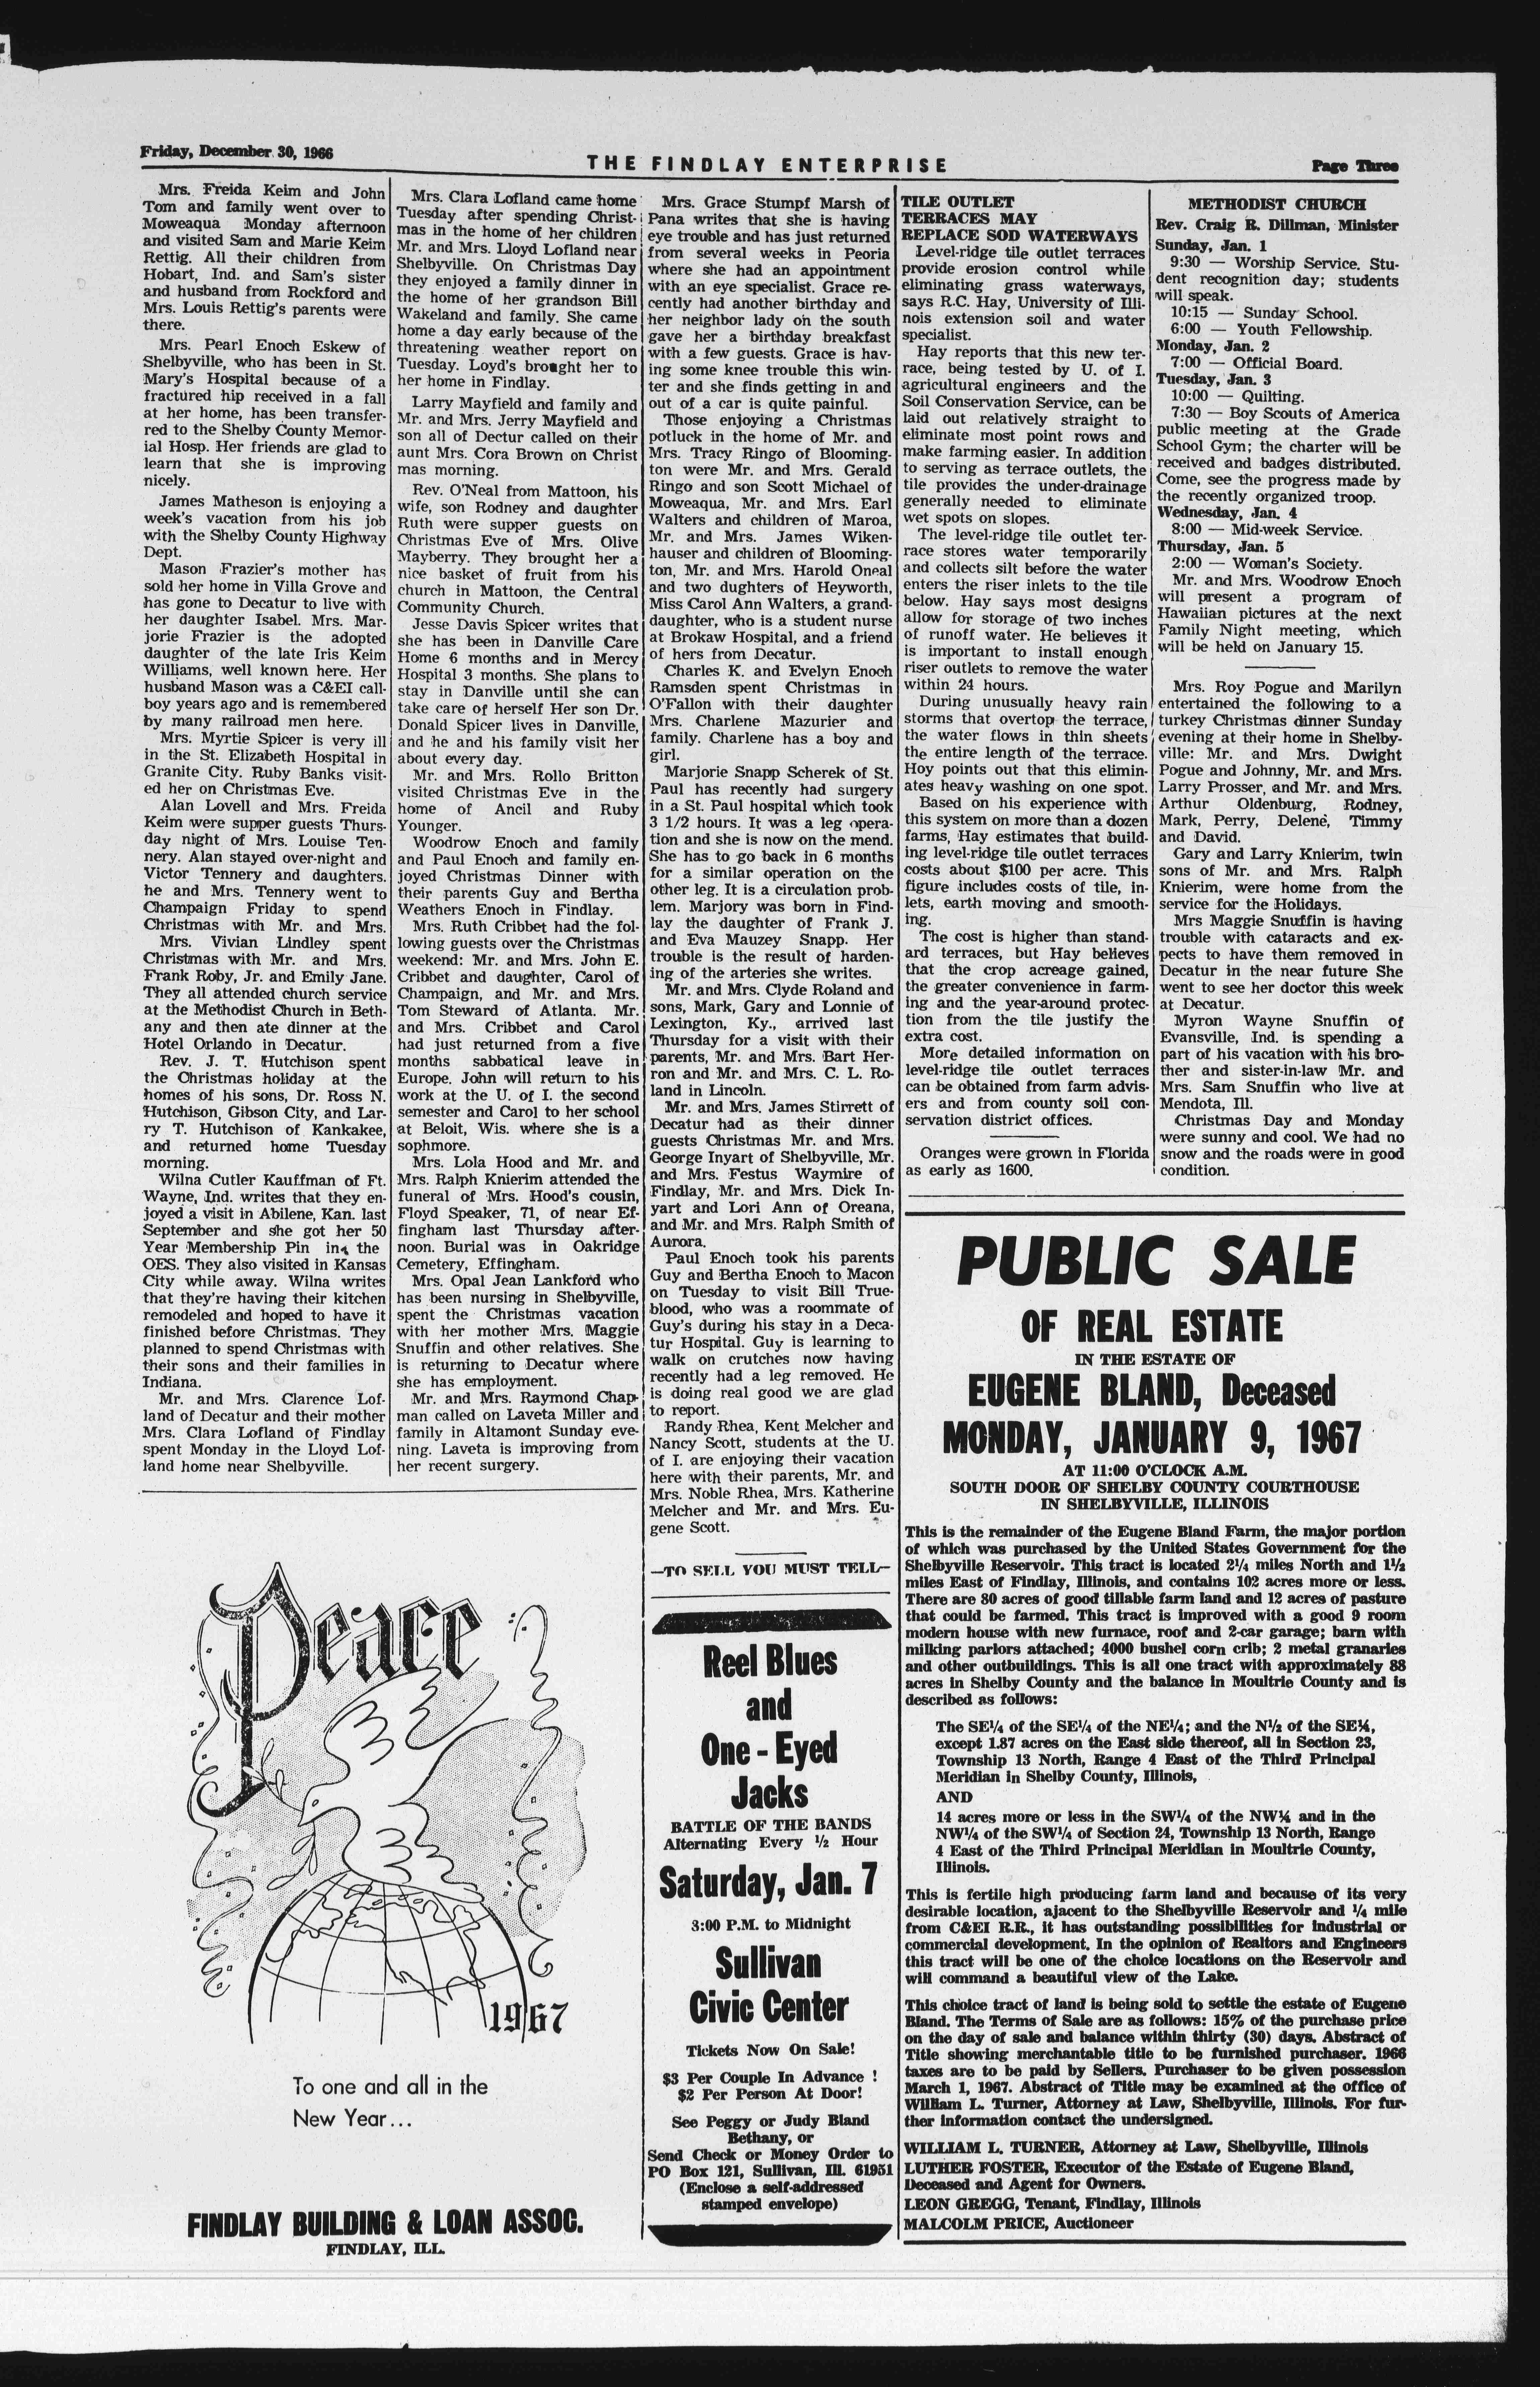 Friday, December 30, 1966
THE FINDLAY ENTERPRISE
Page Three
Mrs. Freida Keim and John
Tom and family went over to
Moweaqua Monday afternoon
and visited Sam and Marie Keim
Rettig. All their children from
Hobart, Ind. and Sam's sister
and husband from Rockford and
Mrs. Louis Rettig's parents were
there.
Mrs. Pearl Enoch Eskew of
Shelbyville, who has been in St.
Mary's Hospital because of a
fractured hip received in a fall
at her home, has been transfer-
red to the Shelby County Memor-
ial Hosp. Her friends are glad to
learn that she is improving
nicely.
James Matheson is enjoying a
week's vacation from his job
with the Shelby County Highway
Dept.
Mason Frazier's mother has
sold her home in Villa Grove and
has gone to Decatur to live with
her daughter Isabel. Mrs. Mar-
jorie Frazier is the adopted
daughter of the late Iris Keim
Williams, well known here. Her
husband Mason was a C&EI call-
boy years ago and is remembered
by many railroad men here.
Mrs. Myrtie Spicer is very ill
in the St. Elizabeth Hospital in
Granite City. Ruby Banks visit-
ed her on Christmas Eve.
Alan Lovell and Mrs. Freida
Keim were supper guests Thurs-
day night of Mrs. Louise Ten-
nery. Alan stayed over-night and
Victor Tennery and daughters.
he and Mrs. Tennery went to
Champaign Friday to spend
Christmas with Mr. and Mrs.
Mrs. Vivian Lindley spent
Christmas with Mr. and Mrs.
Frank Roby, Jr. and Emily Jane.
They all attended church service
at the Methodist Church in Beth-
any and then ate dinner at the
Hotel Orlando in Decatur.
Rev. J. T. Hutchison spent
the Christmas holiday at the
homes of his sons, Dr. Ross N.
Hutchison, Gibson City, and Lar-
ry T. Hutchison of Kankakee,
and returned home Tuesday
morning.
Wilna Cutler Kauffman of Ft.
Wayne, Ind. writes that they en-
joyed a visit in Abilene, Kan. last
September and she got her 50
Year Membership Pin in the
OES. They also visited in Kansas
City while away. Wilna writes
that they're having their kitchen
remodeled and hoped to have it
finished before Christmas. They
planned to spend Christmas with
their sons and their families in
Indiana.
Mr. and Mrs. Clarence Lof-
land of Decatur and their mother
Mrs. Clara Lofland of Findlay
spent Monday in the Lloyd Lof-
land home near Shelbyville.
Mrs. Clara Lofland came home
Tuesday after spending Christ-
mas in the home of her children
Mr. and Mrs. Lloyd Lofland near
Shelbyville. On Christmas Day
they enjoyed a family dinner in
the home of her grandson Bill
Wakeland and family. She came
home a day early because of the
threatening weather report on
Tuesday. Loyd's brought her to
her home in Findlay.
Larry Mayfield and family and
Mr. and Mrs. Jerry Mayfield and
son all of Dectur called on their
aunt Mrs. Cora Brown on Christ
mas morning.
Rev. O'Neal from Mattoon, his
wife, son Rodney and daughter
Ruth were supper guests on
Christmas Eve of Mrs. Olive
Mayberry. They brought her a
nice basket of fruit from his
church in Mattoon, the Central
Community Church.
Jesse Davis Spicer writes that
she has been in Danville Care
Home 6 months and in Mercy
Hospital 3 months. She plans to
stay in Danville until she can
take care of herself Her son Dr.
Donald Spicer lives in Danville,
and he and his family visit her
about every day.
Mr. and Mrs. Rollo Britton
visited Christmas Eve in the
home of Ancil and Ruby
Younger.
Woodrow Enoch and family
and Paul Enoch and family en-
joyed Christmas Dinner with
their parents Guy and Bertha
Weathers Enoch in Findlay.
Mrs. Ruth Cribbet had the fol-
lowing guests over the Christmas
weekend: Mr. and Mrs. John E.
Cribbet and daughter, Carol of
Champaign, and Mr. and Mrs.
Tom Steward of Atlanta. Mr.
and Mrs. Cribbet and Carol
had just returned from a five
months sabbatical leave in
Europe. John will return to his
work at the U. of I. the second
semester and Carol to her school
at Beloit, Wis. where she is a
sophmore.
Mrs. Lola Hood and Mr. and
Mrs. Ralph Knierim attended the
funeral of Mrs. Hood's cousin,
Floyd Speaker, 71, of near Ef-
fingham last Thursday after-
noon. Burial was in Oakridge
Cemetery, Effingham.
Mrs. Opal Jean Lankford who
has been nursing in Shelbyville,
spent the Christmas vacation
with her mother Mrs. Maggie
Snuffin and other relatives. She
is returning to Decatur where
she has employment.
Mr. and Mrs. Raymond Chap-
man called on Laveta Miller and
family in Altamont Sunday eve-
ning. Laveta is improving from
her recent surgery.
Mrs. Grace Stumpf Marsh of
Pana writes that she is having
eye trouble and has just returned
from several weeks in Peoria
where she had an appointment
with an eye specialist. Grace re-
cently had another birthday and
her neighbor lady on the south
gave her a birthday breakfast
with a few guests. Grace is hav-
ing some knee trouble this win-
ter and she finds getting in and
out of a car is quite painful.
Those enjoying a Christmas
potluck in the home of Mr. and
Mrs. Tracy Ringo of Blooming-
ton were Mr. and Mrs. Gerald
Ringo and son Scott Michael of
Moweaqua, Mr. and Mrs. Earl
Walters and children of Maroa,
Mr. and Mrs. James Wiken-
hauser and children of Blooming-
ton, Mr. and Mrs. Harold Oneal
and two dughters of Heyworth,
Miss Carol Ann Walters, a grand-
daughter, who is a student nurse
at Brokaw Hospital, and a friend
of hers from Decatur.
Charles K. and Evelyn Enoch
Ramsden spent Christmas in
O'Fallon with their daughter
Mrs. Charlene Mazurier and
family. Charlene has a boy and
girl.
Marjorie Snapp Scherek of St.
Paul has recently had surgery
in a St. Paul hospital which took
3 1/2 hours. It was a leg opera-
tion and she is now on the mend.
She has to go back in 6 months
for a similar operation on the
other leg. It is a circulation prob-
lem. Marjory was born in Find-
lay the daughter of Frank J.
and Eva Mauzey Snapp. Her
trouble is the result of harden-
ing of the arteries she writes.
Mr. and Mrs. Clyde Roland and
sons, Mark, Gary and Lonnie of
Lexington, Ky., arrived last
Thursday for a visit with their
parents, Mr. and Mrs. Bart Her-
ron and Mr. and Mrs. C. L. Ro-
land in Lincoln.
Mr. and Mrs. James Stirrett of
Decatur had as their dinner
guests Christmas Mr. and Mrs.
George Inyart of Shelbyville, Mr.
and Mrs. Festus Waymire of
Findlay, Mr. and Mrs. Dick In-
yart and Lori Ann of Oreana,
and Mr. and Mrs. Ralph Smith of
Aurora.
Paul Enoch took his parents
Guy and Bertha Enoch to Macon
on Tuesday to visit Bill True-
blood, who was a roommate of
Guy's during his stay in a Deca-
tur Hospital. Guy is learning to
walk on crutches now having
recently had a leg removed. He
is doing real good we are glad
to report.
Randy Rhea, Kent Melcher and
Nancy Scott, students at the U.
of I. are enjoying their vacation
here with their parents, Mr. and
Mrs. Noble Rhea, Mrs. Katherine
Melcher and Mr. and Mrs. Eu-
gene Scott.
—TO SELL YOU MUST TELL—
TILE OUTLET
TERRACES MAY
REPLACE SOD WATERWAYS
Level-ridge tile outlet terraces
provide erosion control while
eliminating grass waterways,
says R.C. Hay, University of Illi-
nois extension soil and water
specialist.
Hay reports that this new ter-
race, being tested by U. of I.
agricultural engineers and the
Soil Conservation Service, can be
laid out relatively straight to
eliminate most point rows and
make farming easier. In addition
to serving as terrace outlets, the
tile provides the under-drainage
generally needed to eliminate
wet spots on slopes.
The level-ridge tile outlet ter-
race stores water temporarily
and collects silt before the water
enters the riser inlets to the tile
below. Hay says most designs
allow for storage of two inches
of runoff water. He believes it
is important to install enough
riser outlets to remove the water
within 24 hours.
During unusually heavy rain
storms that overtop the terrace,
the water flows in thin sheets
the entire length of the terrace.
Hoy points out that this elimin-
ates heavy washing on one spot.
Based on his experience with
this system on more than a dozen
farms, Hay estimates that build-
ing level-ridge tile outlet terraces
costs about $100 per acre. This
figure includes costs of tile, in-
lets, earth moving and smooth-
ing.
The cost is higher than stand-
ard terraces, but Hay believes
that the crop acreage gained,
the greater convenience in farm-
ing and the year-around protec-
tion from the tile justify the
extra cost.
More detailed information on
level-ridge tile outlet terraces
can be obtained from farm advis-
ers and from county soil con-
servation district offices.
Oranges were grown in Florida
as early as 1600.
METHODIST CHURCH
Rev. Craig R. Dillman, Minister
Sunday, Jan. 1
9:30 — Worship Service. Stu-
dent recognition day; students
will speak.
10:15 — Sunday School.
6:00 — Youth Fellowship.
Monday, Jan. 2
7:00 — Official Board.
Tuesday, Jan. 3
10:00 — Quilting.
7:30 — Boy Scouts of America
public meeting at the Grade
School Gym; the charter will be
received and badges distributed.
Come, see the progress made by
the recently organized troop.
Wednesday, Jan. 4
8:00 — Mid-week Service.
Thursday, Jan. 5
2:00 — Woman's Society.
Mr. and Mrs. Woodrow Enoch
will present a program of
Hawaiian pictures at the next
Family Night meeting, which
will be held on January 15.
Mrs. Roy Pogue and Marilyn
entertained the following to a
turkey Christmas dinner Sunday
evening at their home in Shelby-
ville: Mr. and Mrs. Dwight
Pogue and Johnny, Mr. and Mrs.
Larry Prosser, and Mr. and Mrs.
Arthur Oldenburg, Rodney,
Mark, Perry, Delene, Timmy
and David.
Gary and Larry Knierim, twin
sons of Mr. and Mrs. Ralph
Knierim, were home from the
service for the Holidays.
Mrs Maggie Snuffin is having
trouble with cataracts and ex-
pects to have them removed in
Decatur in the near future She
went to see her doctor this week
at Decatur.
Myron Wayne Snuffin of
Evansville, Ind. is spending a
part of his vacation with his bro-
ther and sister-in-law Mr. and
Mrs. Sam Snuffin who live at
Mendota, Ill.
Christmas Day and Monday
were sunny and cool. We had no
snow and the roads were in good
condition.
Peace
1967
To one and all in the
New Year...
FINDLAY BUILDING & LOAN ASSOC.
FINDLAY, ILL.
Reel Blues
and
One - Eyed
Jacks
BATTLE OF THE BANDS
Alternating Every ½ Hour
Saturday, Jan. 7
8:00 P.M. to Midnight
Sullivan
Civic Center
Tickets Now On Sale!
$3 Per Couple In Advance !
$2 Per Person At Door!
See Peggy or Judy Bland
Bethany, or
Send Check or Money Order to
PO Box 121, Sullivan, Ill. 61951
(Enclose a self-addressed
stamped envelope)
PUBLIC SALE
OF REAL ESTATE
IN THE ESTATE OF
EUGENE BLAND, Deceased
MONDAY, JANUARY 9, 1967
AT 11:00 O'CLOCK A.M.
SOUTH DOOR OF SHELBY COUNTY COURTHOUSE
IN SHELBYVILLE, ILLINOIS
This is the remainder of the Eugene Bland Farm, the major portion
of which was purchased by the United States Government for the
Shelbyville Reservoir. This tract is located 2¼ miles North and 1½
miles East of Findlay, Illinois, and contains 102 acres more or less.
There are 80 acres of good tillable farm land and 12 acres of pasture
that could be farmed. This tract is improved with a good 9 room
modern house with new furnace, roof and 2-car garage; barn with
milking parlors attached; 4000 bushel corn crib; 2 metal granaries
and other outbuildings. This is all one tract with approximately 88
acres in Shelby County and the balance in Moultrie County and is
described as follows:
The SE¼ of the SE¼ of the NE¼; and the N½ of the SE¼,
except 1.87 acres on the East side thereof, all in Section 23,
Township 13 North, Range 4 East of the Third Principal
Meridian in Shelby County, Illinois,
AND
14 acres more or less in the SW¼ of the NW¼ and in the
NW¼ of the SW¼ of Section 24, Township 13 North, Range
4 East of the Third Principal Meridian in Moultrie County,
Illinois.
This is fertile high producing farm land and because of its very
desirable location, ajacent to the Shelbyville Reservoir and ¼ mile
from C&EI R.R., it has outstanding possibilities for industrial or
commercial development. In the opinion of Realtors and Engineers
this tract will be one of the choice locations on the Reservoir and
will command a beautiful view of the Lake.
This choice tract of land is being sold to settle the estate of Eugene
Bland. The Terms of Sale are as follows: 15% of the purchase price
on the day of sale and balance within thirty (30) days. Abstract of
Title showing merchantable title to be furnished purchaser. 1966
taxes are to be paid by Sellers. Purchaser to be given possession
March 1, 1967. Abstract of Title may be examined at the office of
William L. Turner, Attorney at Law, Shelbyville, Illinois. For fur-
ther information contact the undersigned.
WILLIAM L. TURNER, Attorney at Law, Shelbyville, Illinois
LUTHER FOSTER, Executor of the Estate of Eugene Bland,
Deceased and Agent for Owners.
LEON GREGG, Tenant, Findlay, Illinois
MALCOLM PRICE, Auctioneer